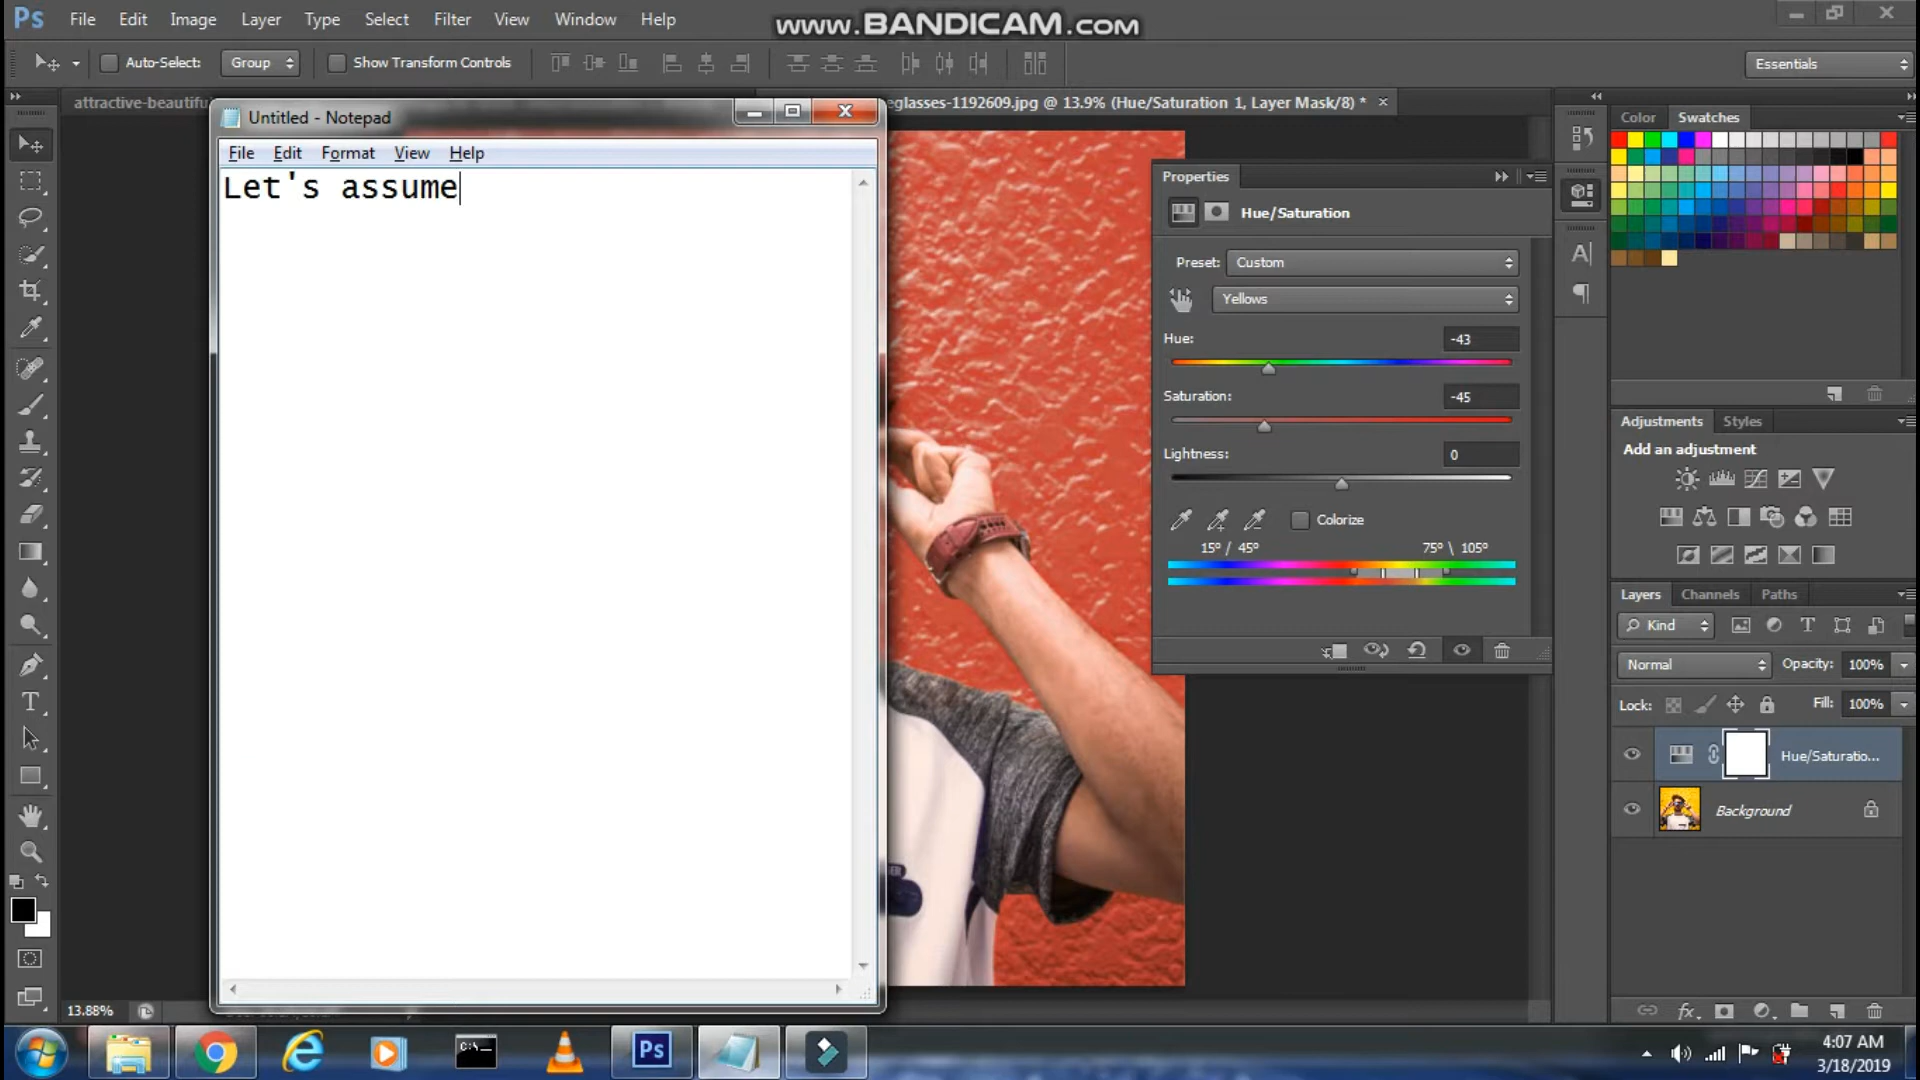 Ps File Edit Image Layer Type Select Filter View Window Help
www.BANDICAM.COM
Auto-Select: Group Show Transform Controls Essentials
attractive-beautifu
eglasses-1192609.jpg @ 13.9% (Hue/Saturation 1, Layer Mask/8) *
Untitled - Notepad
File Edit Format View Help
Let's assume
Properties
Hue/Saturation
Preset: Custom
Yellows
Hue: -43
Saturation: -45
Lightness: 0
Colorize
15° / 45° 75° \ 105°
Color Swatches
Adjustments Styles
Add an adjustment
Layers Channels Paths
Kind
Normal Opacity: 100%
Lock: Fill: 100%
Hue/Saturatio...
Background
13.88%
Ps
4:07 AM
3/18/2019